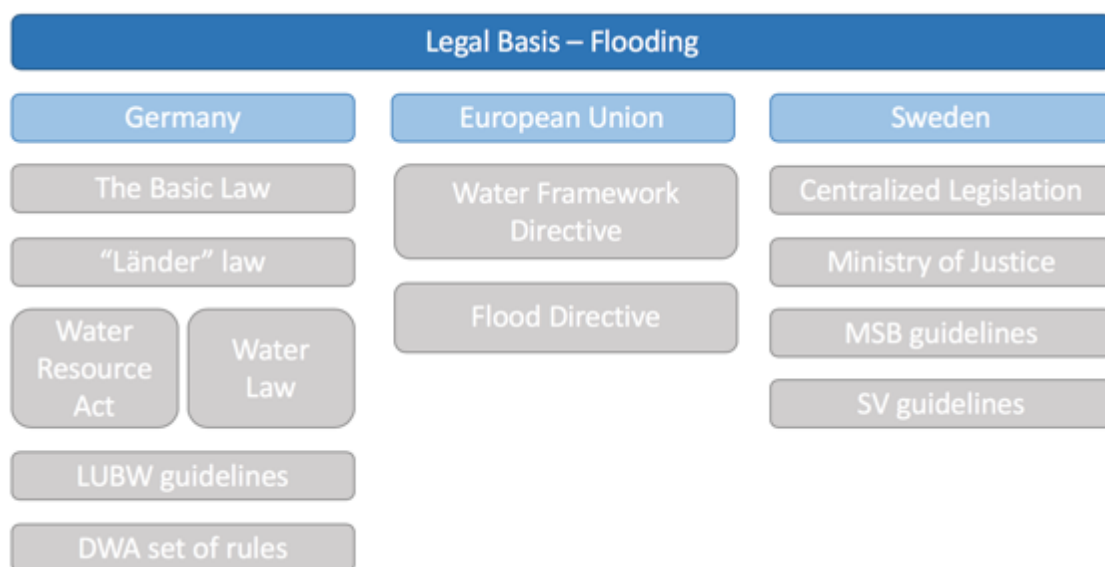 Legal Basis – Flooding
Germany
The Basic Law
“Länder” law
Water
Resource
Act
Water
Law
LUBW guidelines
DWA set of rules
European Union
Water Framework
Directive
Flood Directive
Sweden
Centralized Legislation
Ministry of Justice
MSB guidelines
SV guidelines